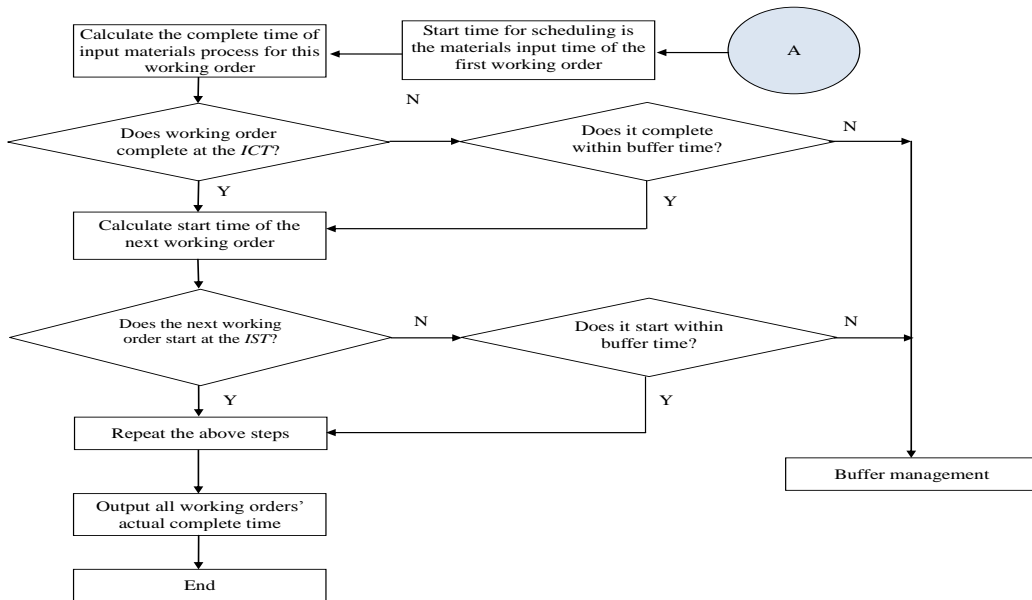 Calculate the complete time of
input materials process for this
working order
Start time for scheduling is
the materials input time of the
first working order
A
N
Does working order
complete at the ICT?
Does it complete
within buffer time?
N
Y
Y
Calculate start time of the
next working order
Does the next working
order start at the IST?
N
Does it start within
buffer time?
N
Y
Y
Repeat the above steps
Buffer management
Output all working orders’
actual complete time
End